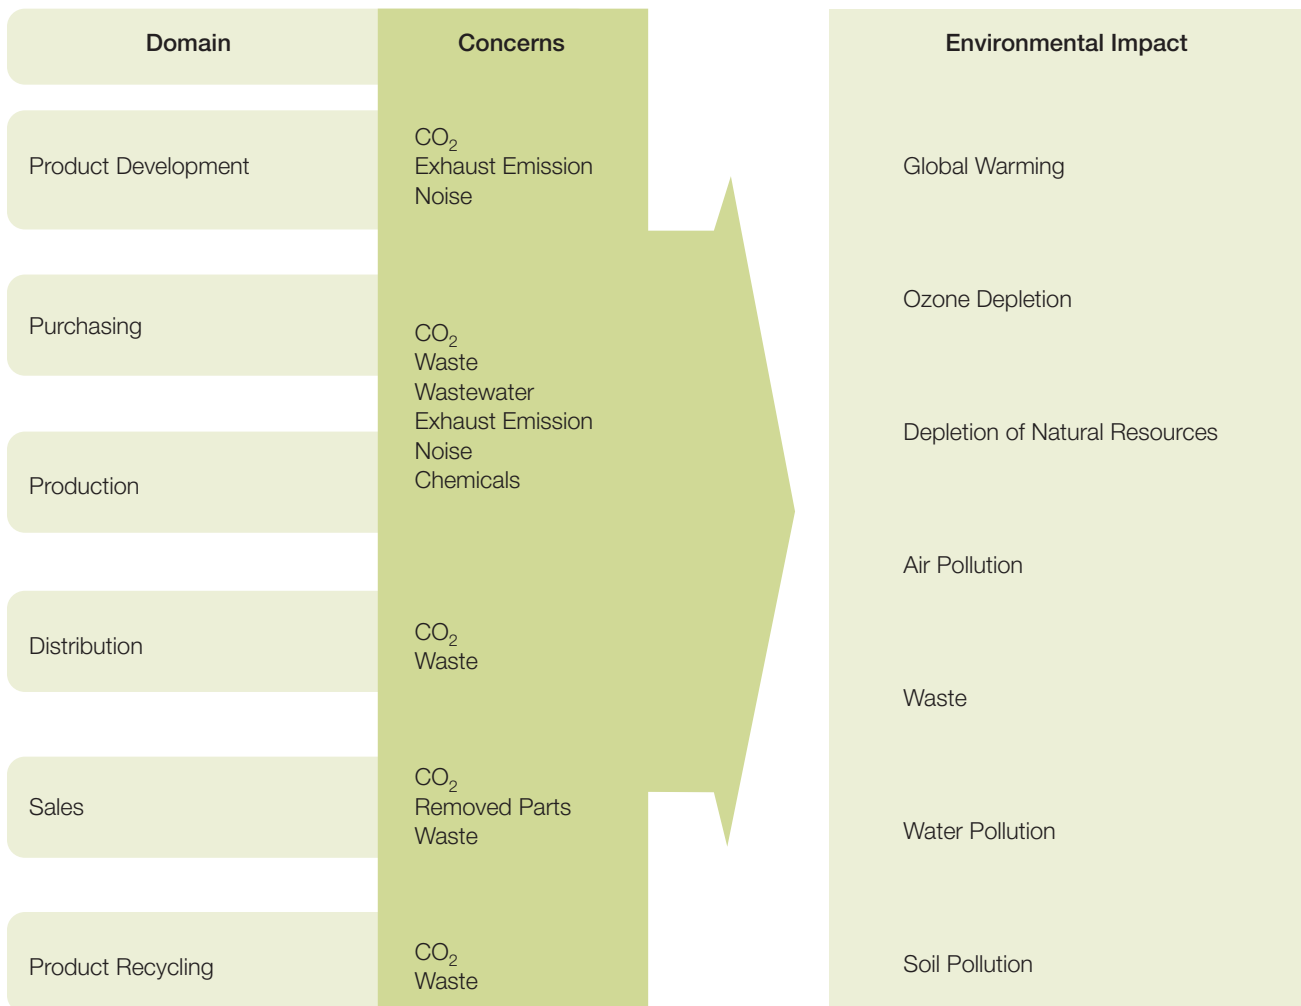 Domain
Concerns
Environmental Impact
Product Development
CO₂
Exhaust Emission
Noise
Global Warming
Purchasing
CO₂
Waste
Wastewater
Exhaust Emission
Noise
Chemicals
Ozone Depletion
Depletion of Natural Resources
Production
Air Pollution
Distribution
CO₂
Waste
Waste
Sales
CO₂
Removed Parts
Waste
Water Pollution
Product Recycling
CO₂
Waste
Soil Pollution